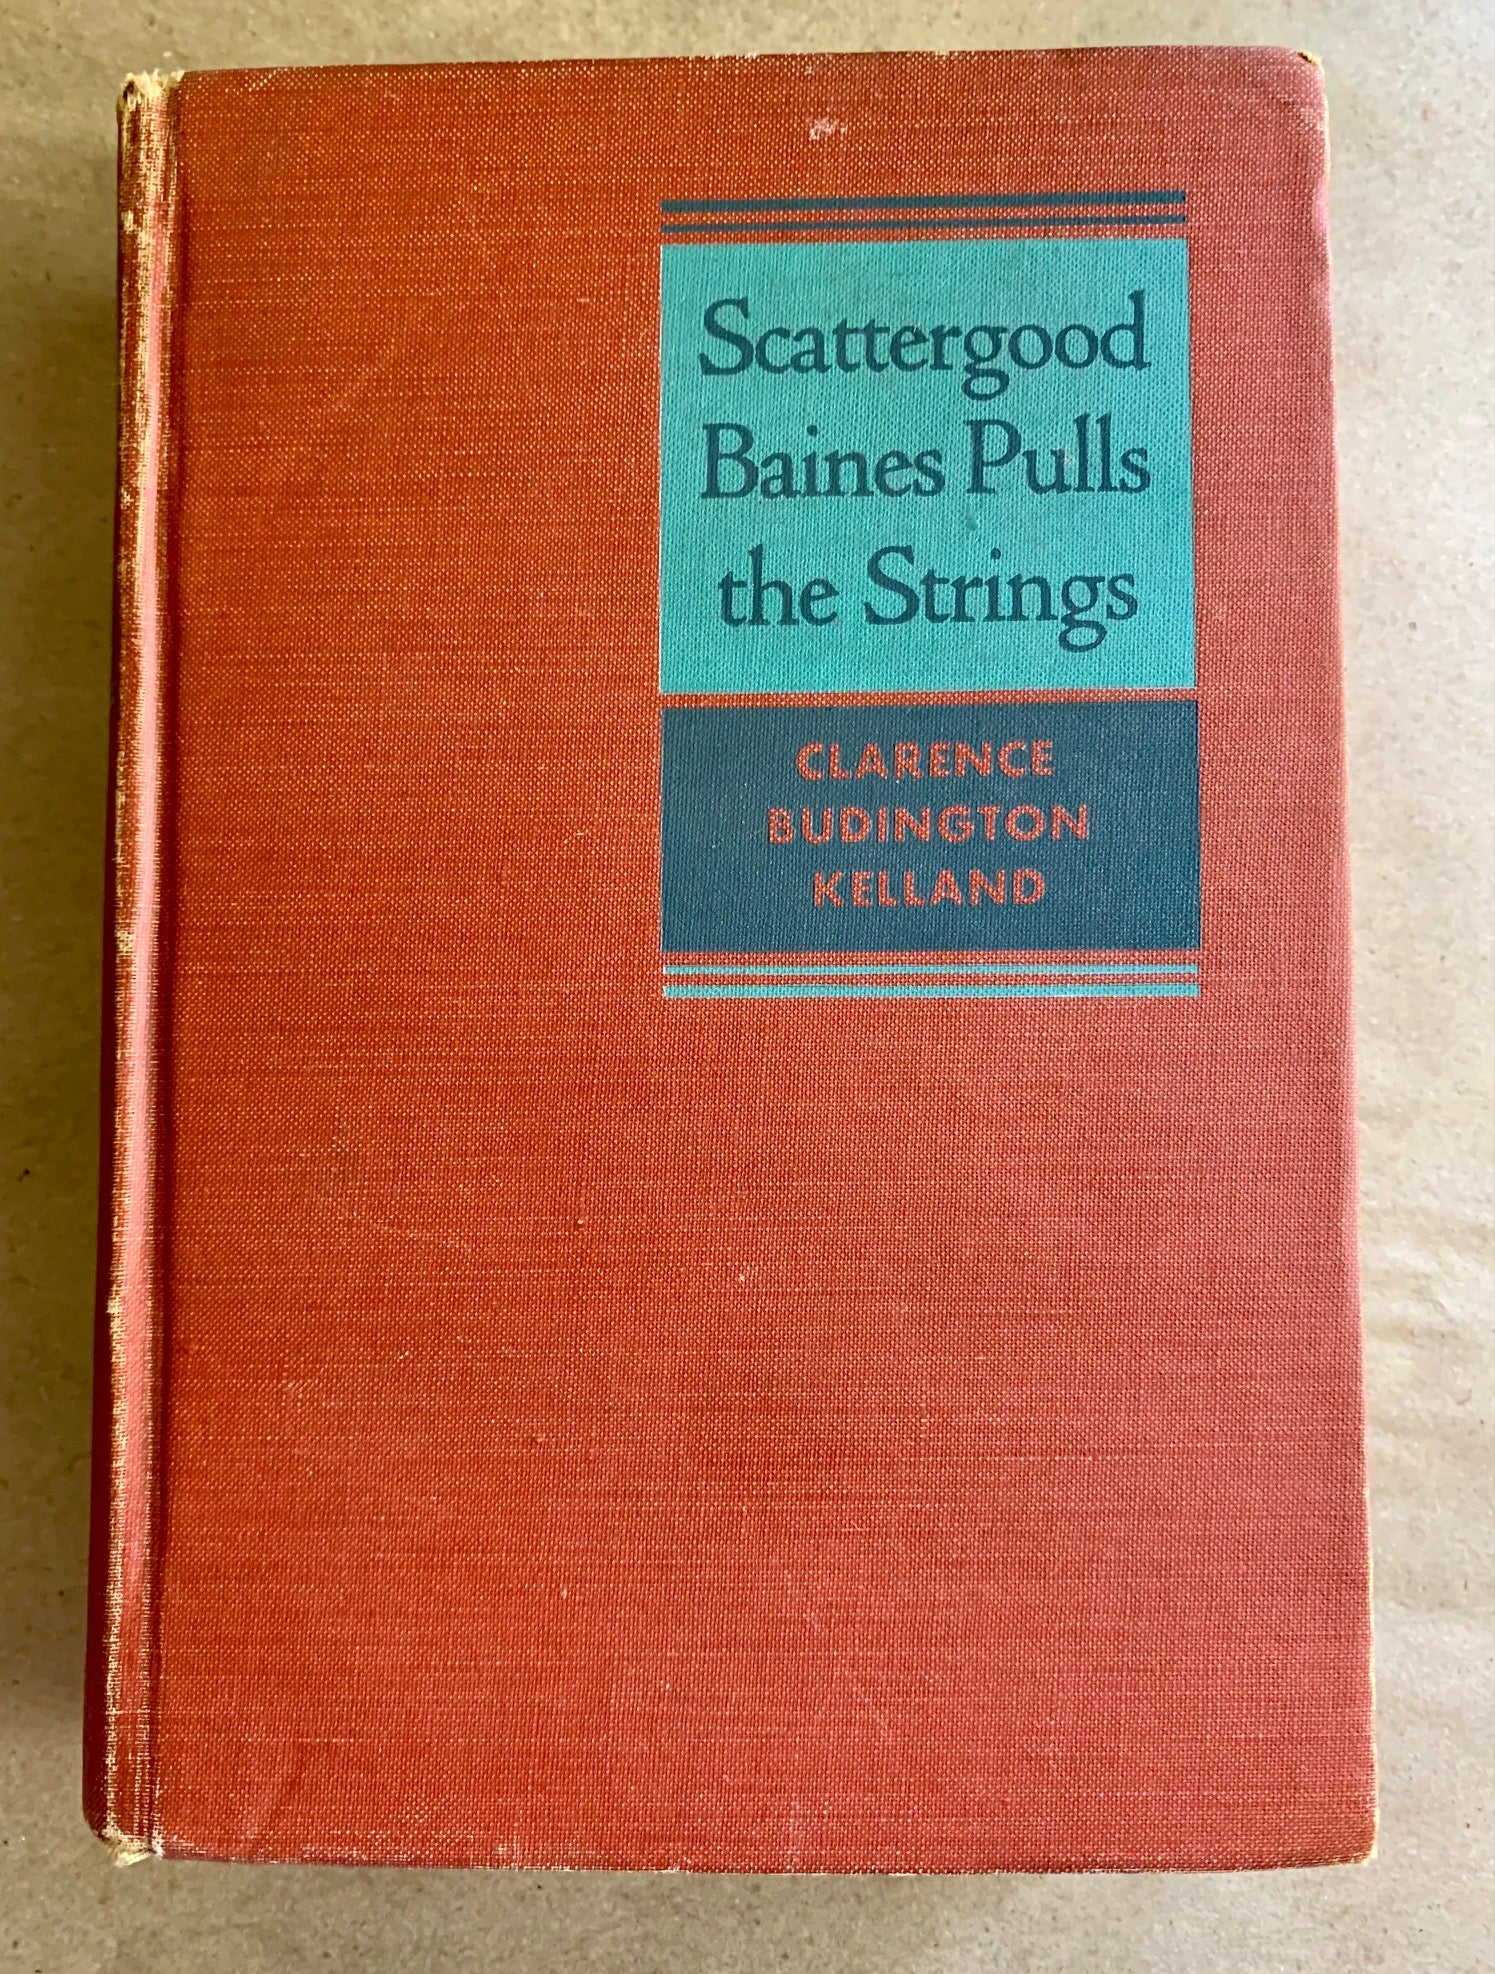 Scattergood
Baines Pulls
the Strings
CLARENCE
BUDINGTON
KELLAND